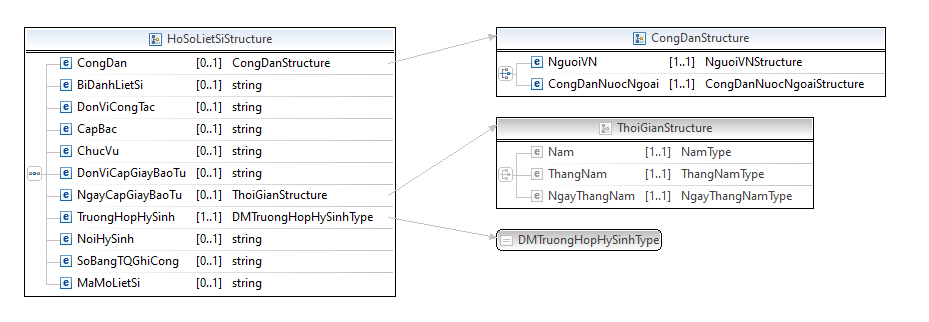 HoSoLietSiStructure
e CongDan [0..1] CongDanStructure
e BiDanhLietSi [0..1] string
e DonViCongTac [0..1] string
e CapBac [0..1] string
e ChucVu [0..1] string
e DonViCapGiayBaoTu [0..1] string
e NgayCapGiayBaoTu [0..1] ThoiGianStructure
e TruongHopHySinh [1..1] DMTruongHopHySinhType
e NoiHySinh [0..1] string
e SoBangTQGhiCong [0..1] string
e MaMoLietSi [0..1] string
CongDanStructure
e NguoiVN [1..1] NguoiVNStructure
e CongDanNuocNgoai [1..1] CongDanNuocNgoaiStructure
ThoiGianStructure
e Nam [1..1] NamType
e ThangNam [1..1] ThangNamType
e NgayThangNam [1..1] NgayThangNamType
DMTruongHopHySinhType